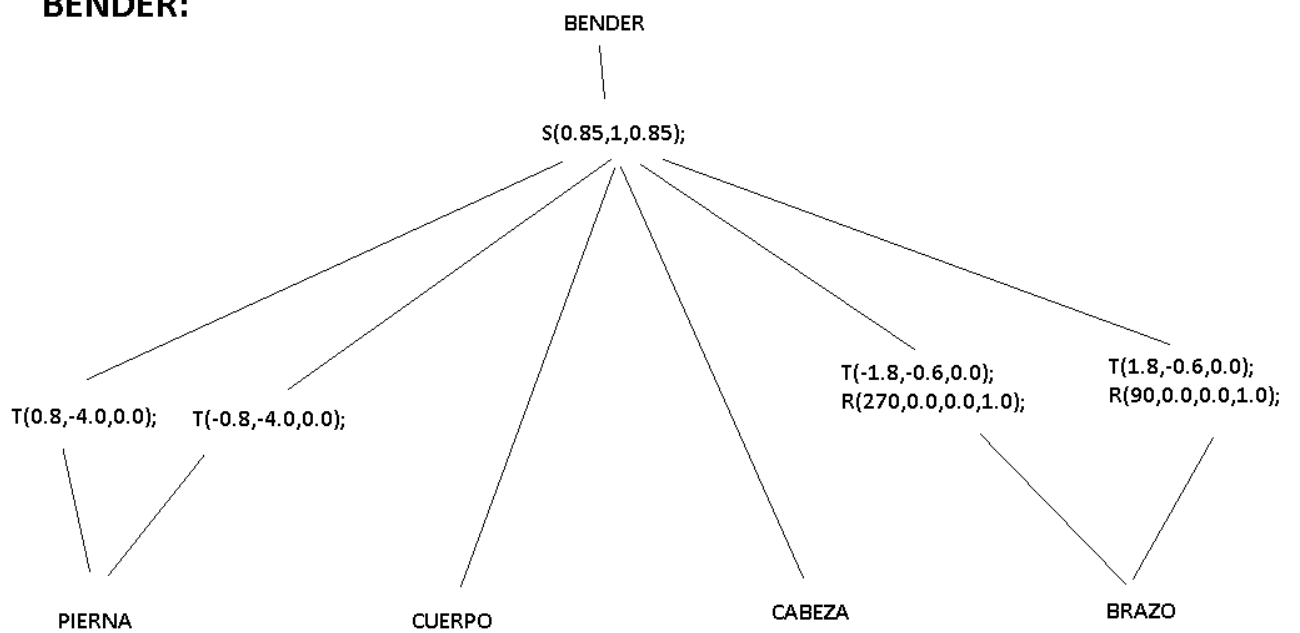 BENDER:
BENDER
S(0.85,1,0.85);
T(0.8,-4.0,0.0);
T(-0.8,-4.0,0.0);
T(-1.8,-0.6,0.0);
R(270,0.0,0.0,1.0);
T(1.8,-0.6,0.0);
R(90,0.0,0.0,1.0);
PIERNA
CUERPO
CABEZA
BRAZO